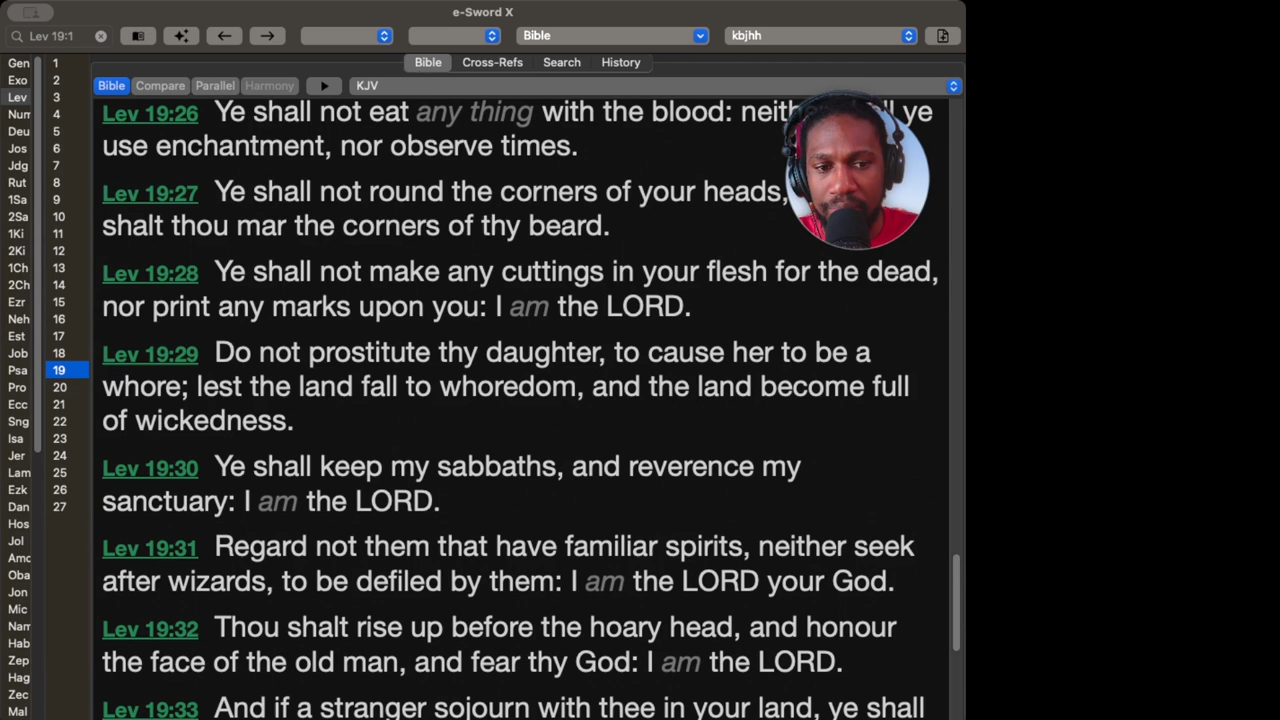 e-Sword X
Lev 19:1
Bible
kbjhh
Bible Cross-Refs Search History
Bible Compare Parallel Harmony
KJV
Gen
Exo
Lev
Num
Deu
Jos
Jdg
Rut
1Sa
2Sa
1Ki
2Ki
1Ch
2Ch
Ezr
Neh
Est
Job
Psa
Pro
Ecc
Sng
Isa
Jer
Lam
Ezk
Dan
Hos
Jol
Amo
Oba
Jon
Mic
Nam
Hab
Zep
Hag
Zec
Mal
1
2
3
4
5
6
7
8
9
10
11
12
13
14
15
16
17
18
19
20
21
22
23
24
25
26
27
Lev 19:26 Ye shall not eat any thing with the blood: ye
use enchantment, nor observe times.
Lev 19:27 Ye shall not round the corners of your heads,
shalt thou mar the corners of thy beard.
Lev 19:28 Ye shall not make any cuttings in your flesh for the dead,
nor print any marks upon you: I am the LORD.
Lev 19:29 Do not prostitute thy daughter, to cause her to be a
whore; lest the land fall to whoredom, and the land become full
of wickedness.
Lev 19:30 Ye shall keep my sabbaths, and reverence my
sanctuary: I am the LORD.
Lev 19:31 Regard not them that have familiar spirits, neither seek
after wizards, to be defiled by them: I am the LORD your God.
Lev 19:32 Thou shalt rise up before the hoary head, and honour
the face of the old man, and fear thy God: I am the LORD.
Lev 19:33 And if a stranger sojourn with thee in your land, ye shall